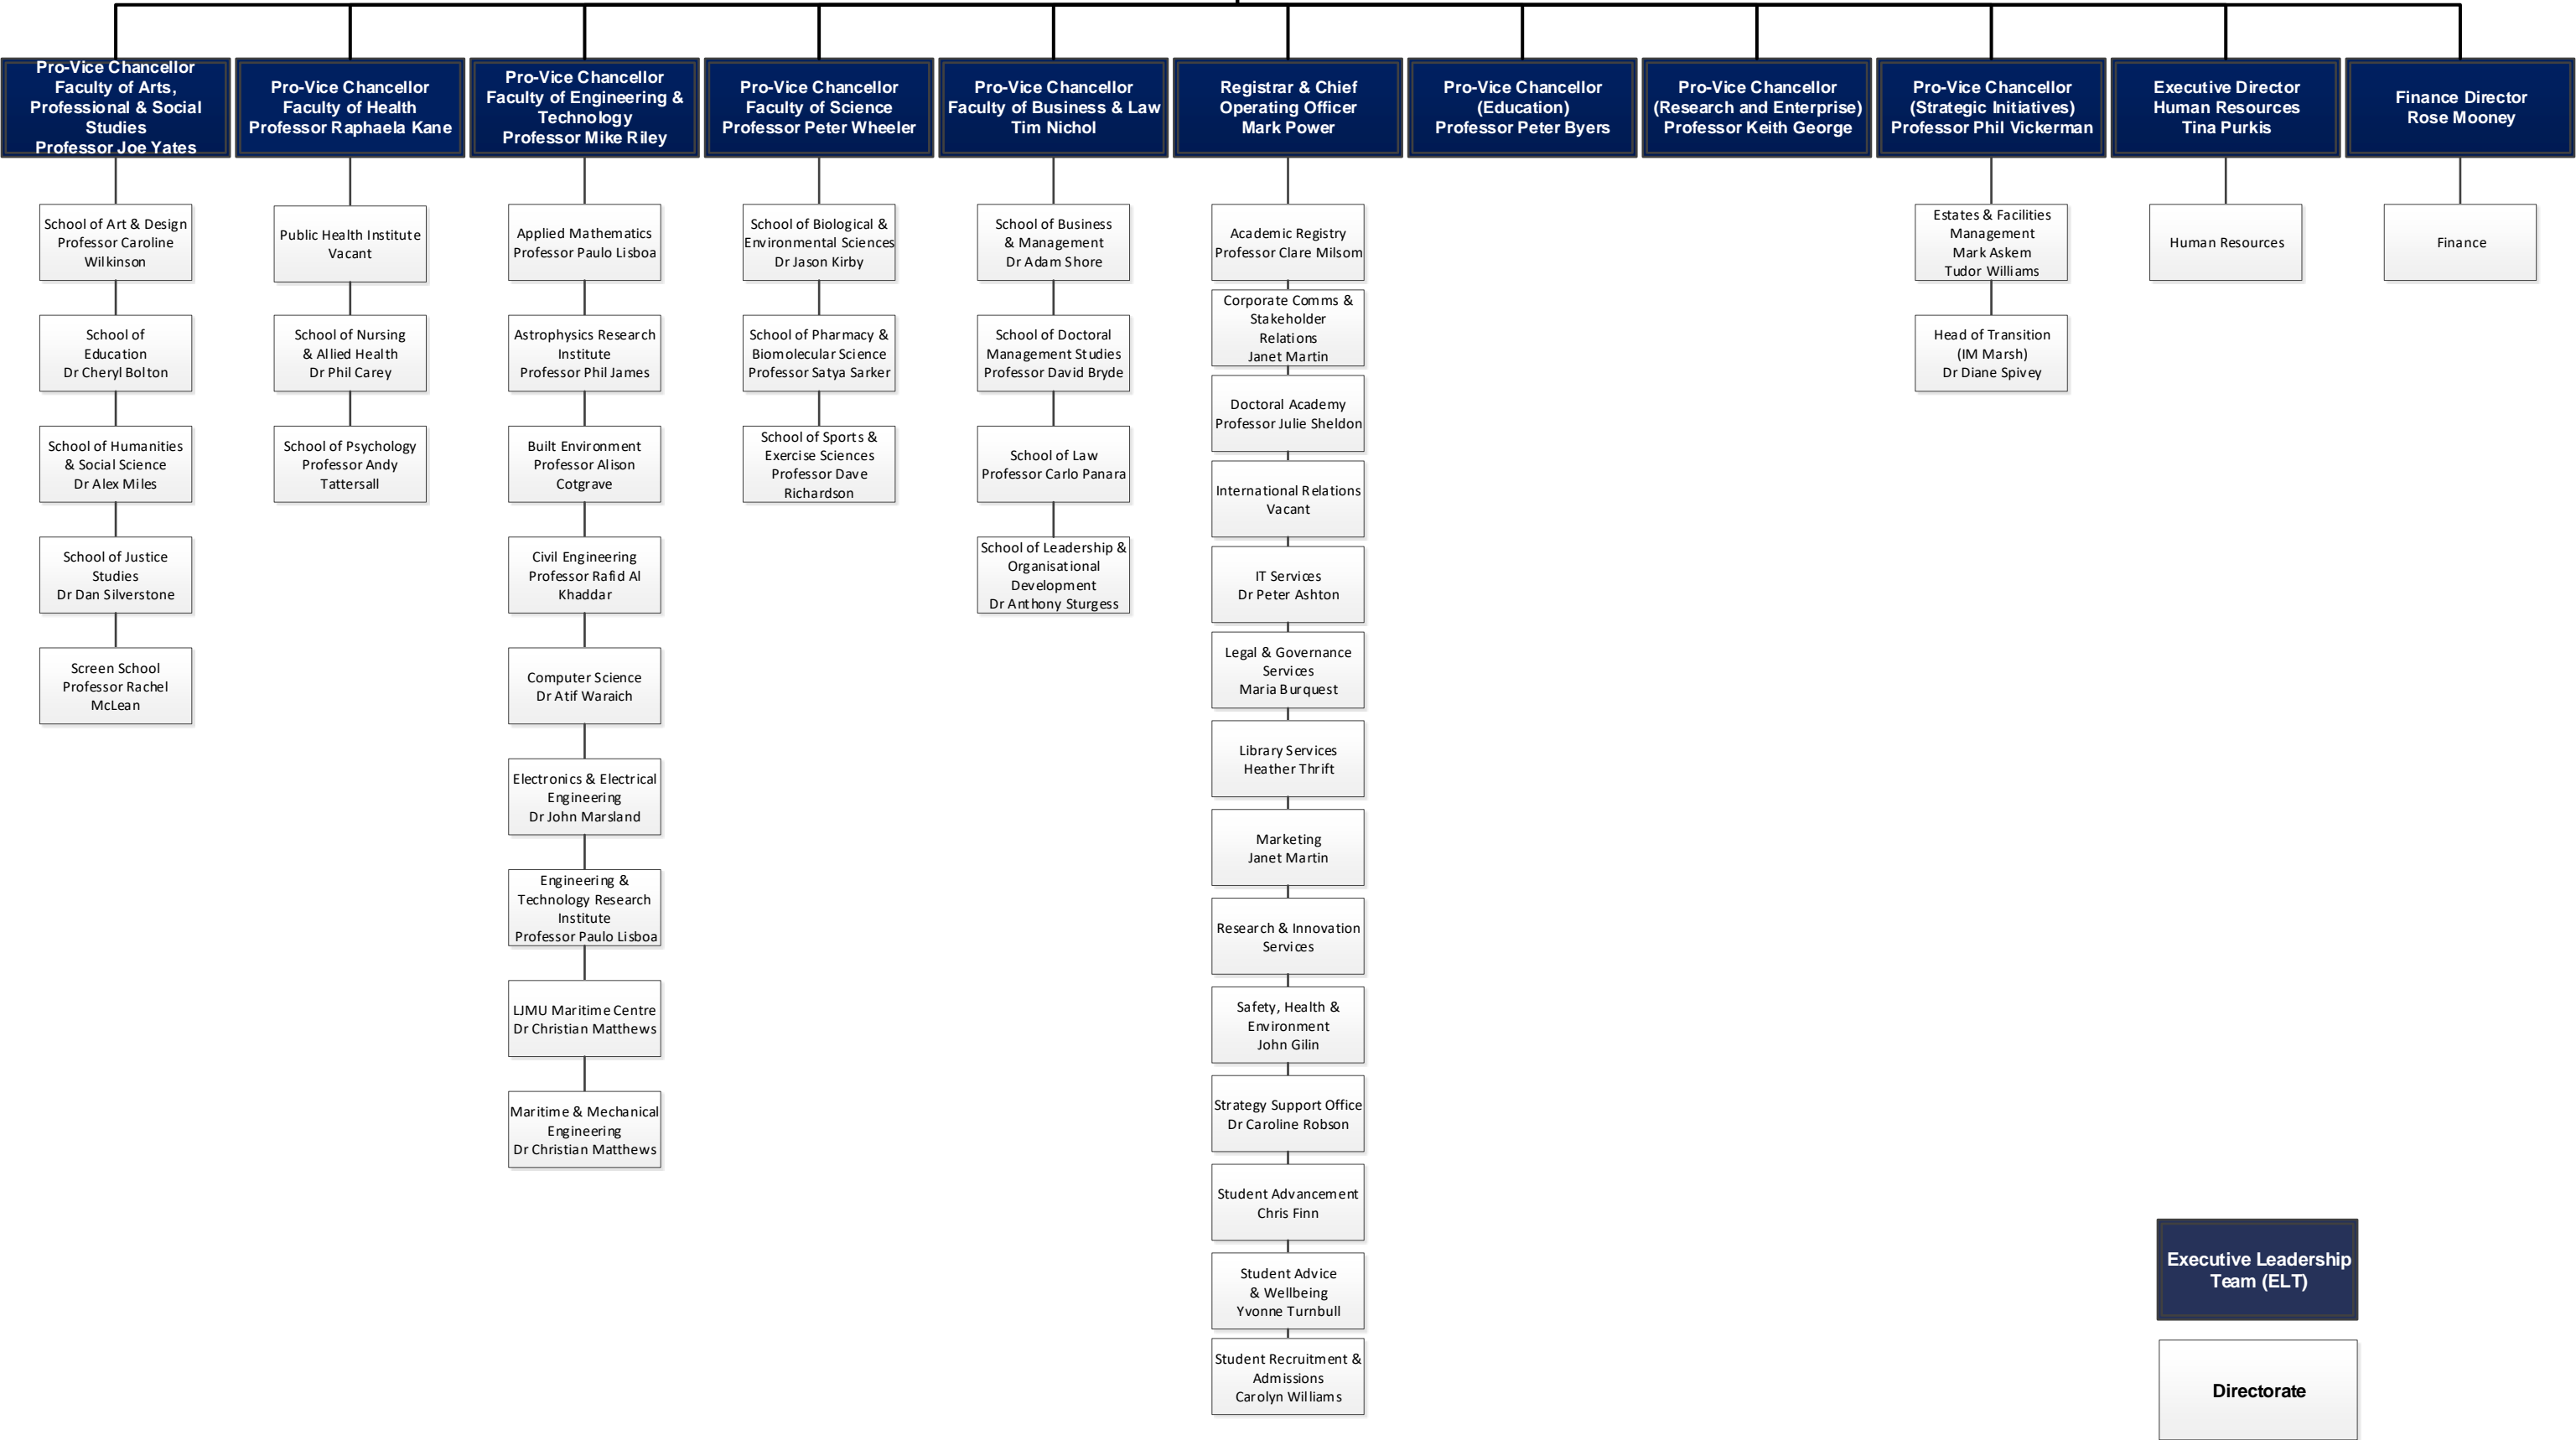 Pro-Vice Chancellor
Faculty of Arts,
Professional & Social
Studies
Professor Joe Yates
Pro-Vice Chancellor
Faculty of Health
Professor Raphaela Kane
Pro-Vice Chancellor
Faculty of Engineering &
Technology
Professor Mike Riley
Pro-Vice Chancellor
Faculty of Science
Professor Peter Wheeler
Pro-Vice Chancellor
Faculty of Business & Law
Tim Nichol
Registrar & Chief
Operating Officer
Mark Power
Pro-Vice Chancellor
(Education)
Professor Peter Byers
Pro-Vice Chancellor
(Research and Enterprise)
Professor Keith George
Pro-Vice Chancellor
(Strategic Initiatives)
Professor Phil Vickerman
Executive Director
Human Resources
Tina Purkis
Finance Director
Rose Mooney
School of Art & Design
Professor Caroline
Wilkinson
School of
Education
Dr Cheryl Bolton
School of Humanities
& Social Science
Dr Alex Miles
School of Justice
Studies
Dr Dan Silverstone
Screen School
Professor Rachel
McLean
Public Health Institute
Vacant
School of Nursing
& Allied Health
Dr Phil Carey
School of Psychology
Professor Andy
Tattersall
Applied Mathematics
Professor Paulo Lisboa
Astrophysics Research
Institute
Professor Phil James
Built Environment
Professor Alison
Cotgrave
Civil Engineering
Professor Rafid Al
Khaddar
Computer Science
Dr Atif Waraich
Electronics & Electrical
Engineering
Dr John Marsland
Engineering &
Technology Research
Institute
Professor Paulo Lisboa
LJMU Maritime Centre
Dr Christian Matthews
Maritime & Mechanical
Engineering
Dr Christian Matthews
School of Biological &
Environmental Sciences
Dr Jason Kirby
School of Pharmacy &
Biomolecular Science
Professor Satya Sarker
School of Sports &
Exercise Sciences
Professor Dave
Richardson
School of Business
& Management
Dr Adam Shore
School of Doctoral
Management Studies
Professor David Bryde
School of Law
Professor Carlo Panara
School of Leadership &
Organisational
Development
Dr Anthony Sturgess
Academic Registry
Professor Clare Milsom
Corporate Comms &
Stakeholder
Relations
Janet Martin
Doctoral Academy
Professor Julie Sheldon
International Relations
Vacant
IT Services
Dr Peter Ashton
Legal & Governance
Services
Maria Burquest
Library Services
Heather Thrift
Marketing
Janet Martin
Research & Innovation
Services
Safety, Health &
Environment
John Gilin
Strategy Support Office
Dr Caroline Robson
Student Advancement
Chris Finn
Student Advice
& Wellbeing
Yvonne Turnbull
Student Recruitment &
Admissions
Carolyn Williams
Estates & Facilities
Management
Mark Askem
Tudor Williams
Head of Transition
(IM Marsh)
Dr Diane Spivey
Human Resources
Finance
Executive Leadership
Team (ELT)
Directorate